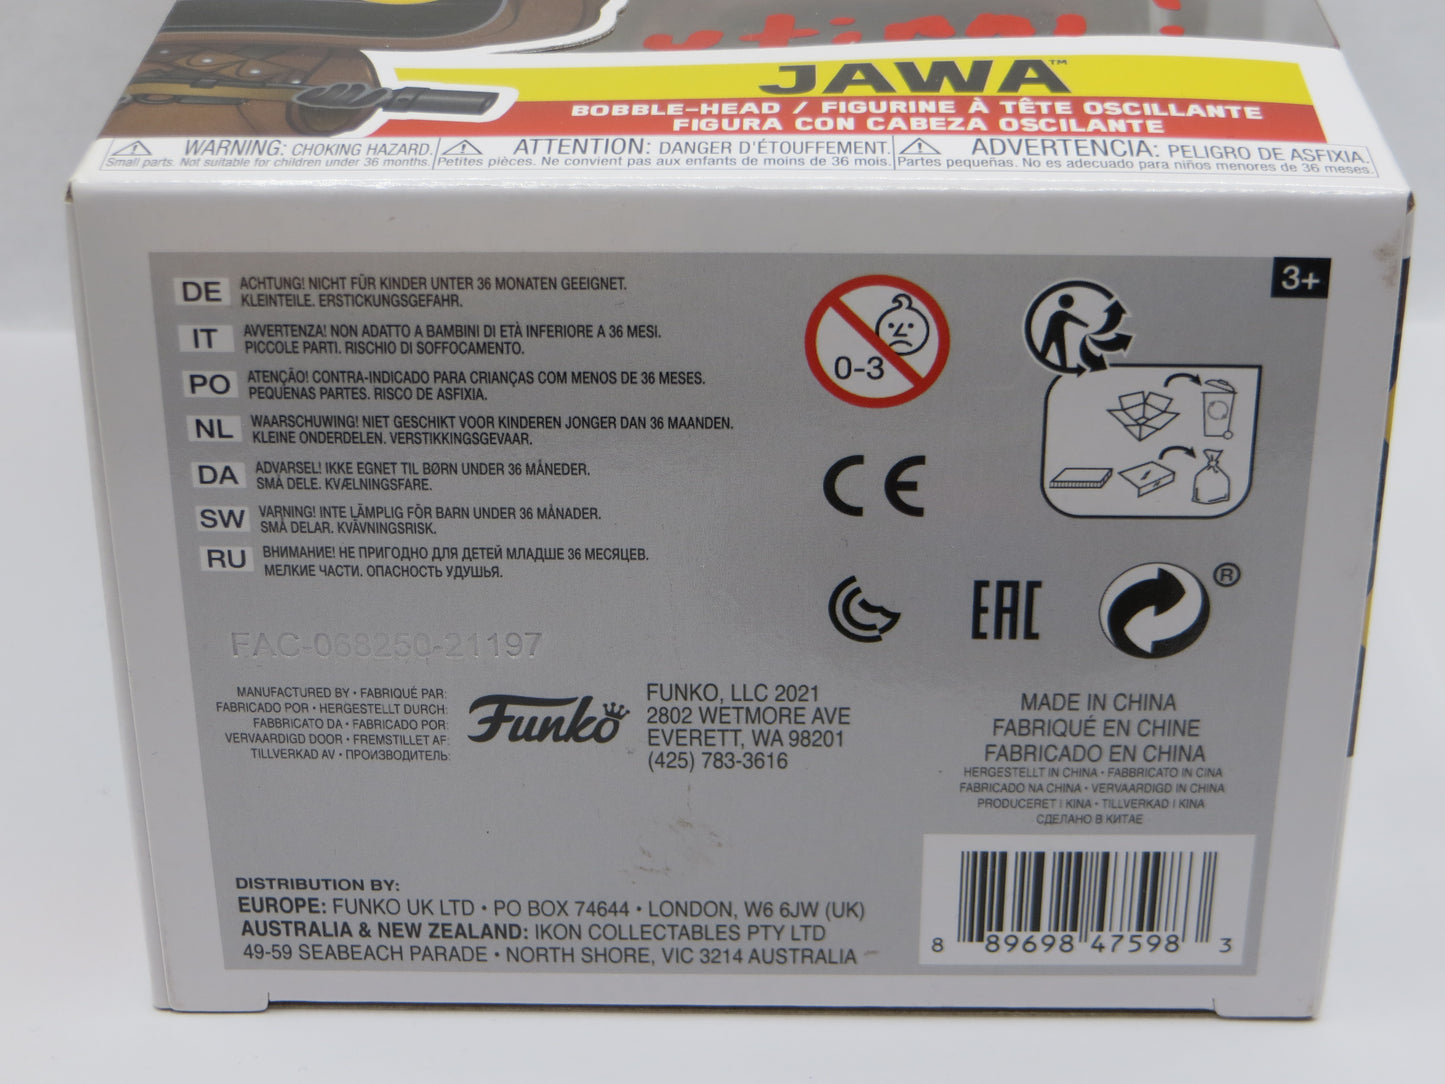 JAWA™
BOBBLE-HEAD / FIGURINE À TÊTE OSCILLANTE
FIGURA CON CABEZA OSCILANTE
WARNING: CHOKING HAZARD.
Small parts. Not suitable for children under 36 months.
ATTENTION: DANGER D'ÉTOUFFEMENT.
Petites pièces. Ne convient pas aux enfants de moins de 36 mois.
ADVERTENCIA: PELIGRO DE ASFIXIA.
Partes pequeñas. No es adecuado para niños menores de 36 meses.
3+
DE ACHTUNG! NICHT FÜR KINDER UNTER 36 MONATEN GEEIGNET.
KLEINTEILE. ERSTICKUNGSGEFAHR.
IT AVVERTENZA! NON ADATTO A BAMBINI DI ETÀ INFERIORE A 36 MESI.
PICCOLE PARTI. RISCHIO DI SOFFOCAMENTO.
PO ATENÇÃO! CONTRA-INDICADO PARA CRIANÇAS COM MENOS DE 36 MESES.
PEQUENAS PARTES. RISCO DE ASFIXIA.
NL WAARSCHUWING! NIET GESCHIKT VOOR KINDEREN JONGER DAN 36 MAANDEN.
KLEINE ONDERDELEN. VERSTIKKINGSGEVAAR.
DA ADVARSEL! IKKE EGNET TIL BØRN UNDER 36 MÅNEDER.
SMÅ DELE. KVÆLNINGSFARE.
SW VARNING! INTE LÄMPLIG FÖR BARN UNDER 36 MÅNADER.
SMÅ DELAR. KVÄVNINGSRISK.
RU ВНИМАНИЕ! НЕ ПРИГОДНО ДЛЯ ДЕТЕЙ МЛАДШЕ 36 МЕСЯЦЕВ.
МЕЛКИЕ ЧАСТИ. ОПАСНОСТЬ УДУШЬЯ.
0-3
CE
EAC
®
FAC-068250-21197
MANUFACTURED BY • FABRIQUÉ PAR:
FABRICADO POR • HERGESTELLT DURCH:
FABBRICATO DA • FABRICADO POR:
VERVAARDIGD DOOR • FREMSTILLET AF:
TILLVERKAD AV • ПРОИЗВОДИТЕЛЬ:
Funko
FUNKO, LLC 2021
2802 WETMORE AVE
EVERETT, WA 98201
(425) 783-3616
MADE IN CHINA
FABRIQUÉ EN CHINE
FABRICADO EN CHINA
HERGESTELLT IN CHINA • FABBRICATO IN CINA
FABRICADO NA CHINA • VERVAARDIGD IN CHINA
PRODUCERET I KINA • TILLVERKAD I KINA
СДЕЛАНО В КИТАЕ
DISTRIBUTION BY:
EUROPE: FUNKO UK LTD • PO BOX 74644 • LONDON, W6 6JW (UK)
AUSTRALIA & NEW ZEALAND: IKON COLLECTABLES PTY LTD
49-59 SEABEACH PARADE • NORTH SHORE, VIC 3214 AUSTRALIA
8 89698 47598 3